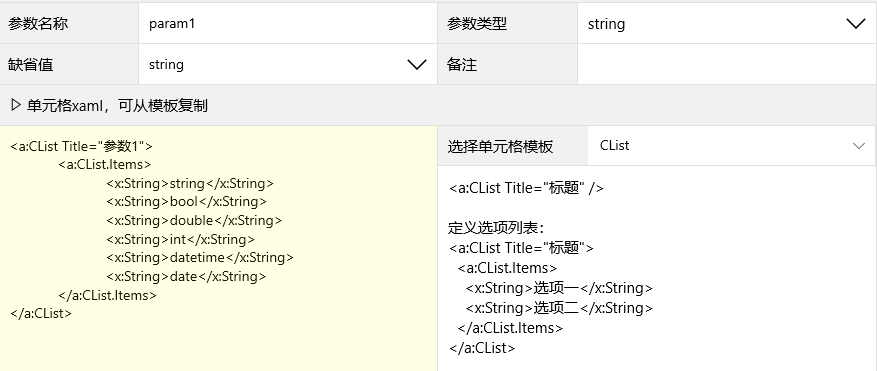 参数名称 param1 参数类型 string
缺省值 string 备注
单元格xaml，可从模板复制
<a:CList Title="参数1">
<a:CList.Items>
<x:String>string</x:String>
<x:String>bool</x:String>
<x:String>double</x:String>
<x:String>int</x:String>
<x:String>datetime</x:String>
<x:String>date</x:String>
</a:CList.Items>
</a:CList>
选择单元格模板 CList
<a:CList Title="标题" />
定义选项列表：
<a:CList Title="标题">
<a:CList.Items>
<x:String>选项一</x:String>
<x:String>选项二</x:String>
</a:CList.Items>
</a:CList>